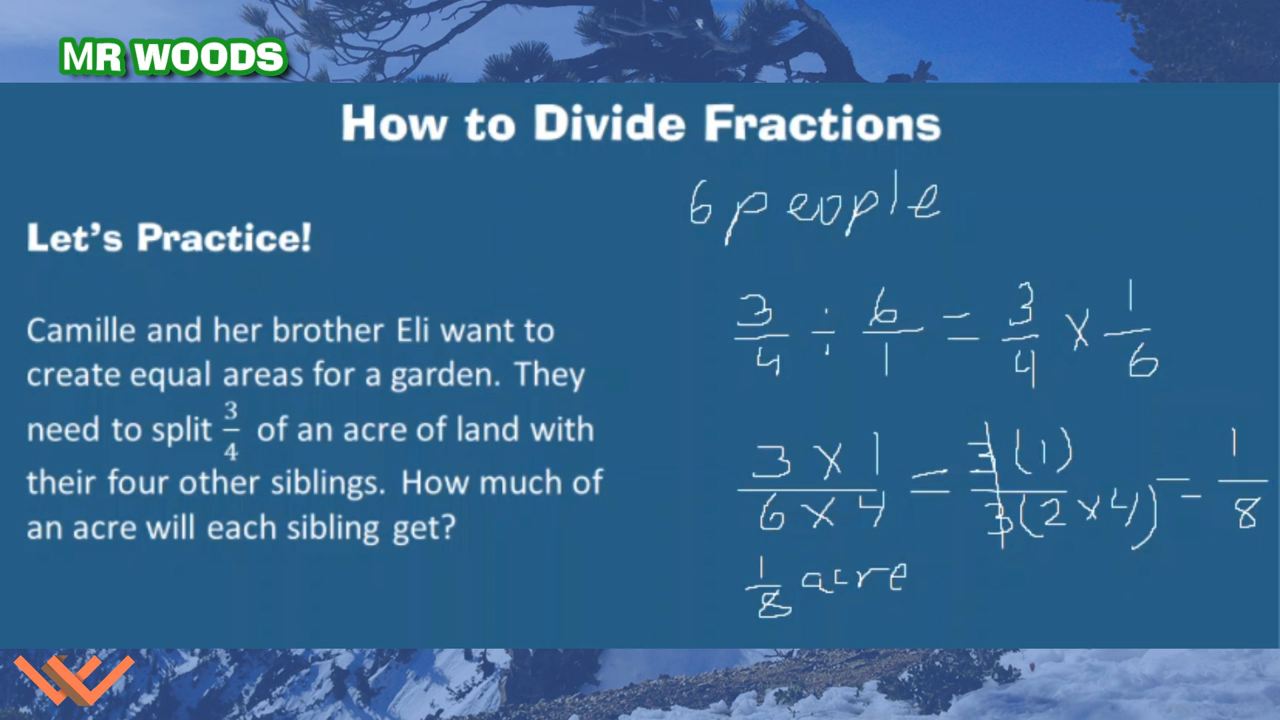 MR WOODS
How to Divide Fractions
Let's Practice!
Camille and her brother Eli want to
create equal areas for a garden. They
need to split 3/4 of an acre of land with
their four other siblings. How much of
an acre will each sibling get?
6 people
3/4 ÷ 6/1 = 3/4 × 1/6
3 × 1 / 6 × 4 = 3(1) / 3(2 × 4) = 1/8
1/8 acre